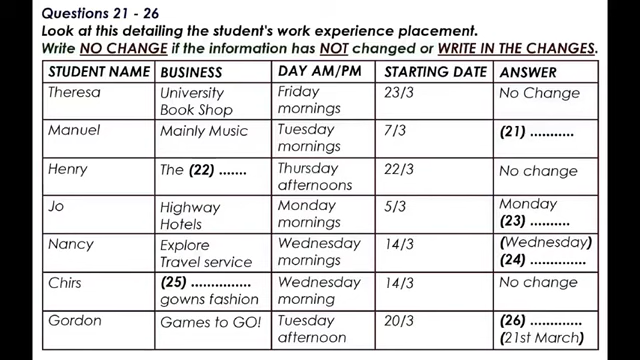 Questions 21 - 26
Look at this detailing the student's work experience placement.
Write NO CHANGE if the information has NOT changed or WRITE IN THE CHANGES.
STUDENT NAME BUSINESS DAY AM/PM STARTING DATE ANSWER
Theresa University Book Shop Friday mornings 23/3 No Change
Manuel Mainly Music Tuesday mornings 7/3 (21) ...........
Henry The (22) ....... Thursday afternoons 22/3 No change
Jo Highway Hotels Monday mornings 5/3 Monday (23) ..........
Nancy Explore Travel service Wednesday mornings 14/3 (Wednesday) (24) ..............
Chirs (25) ............... gowns fashion Wednesday morning 14/3 No change
Gordon Games to GO! Tuesday afternoon 20/3 (26) ............. (21st March)